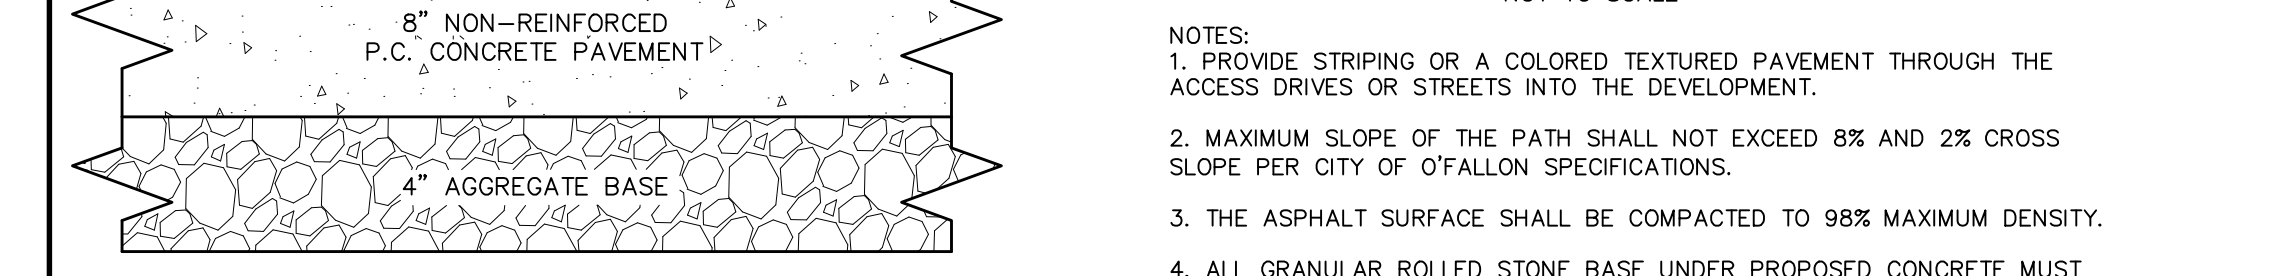 8" NON-REINFORCED
P.C. CONCRETE PAVEMENT
4" AGGREGATE BASE
NOT TO SCALE
NOTES:
1. PROVIDE STRIPING OR A COLORED TEXTURED PAVEMENT THROUGH THE
ACCESS DRIVES OR STREETS INTO THE DEVELOPMENT.
2. MAXIMUM SLOPE OF THE PATH SHALL NOT EXCEED 8% AND 2% CROSS
SLOPE PER CITY OF O'FALLON SPECIFICATIONS.
3. THE ASPHALT SURFACE SHALL BE COMPACTED TO 98% MAXIMUM DENSITY.
4. ALL GRANULAR ROLLED STONE BASE UNDER PROPOSED CONCRETE MUST